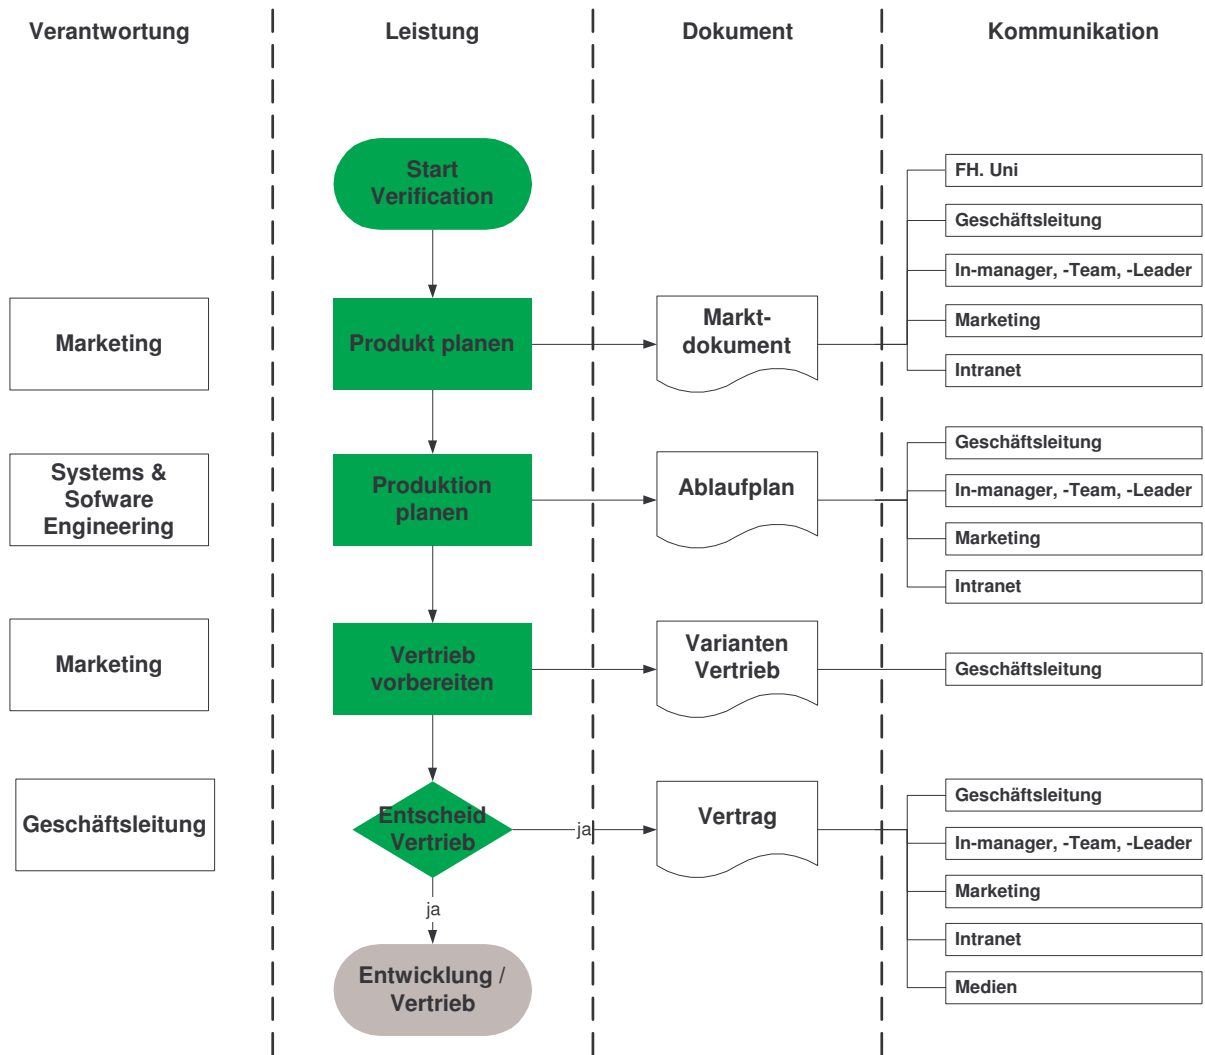 Verantwortung
Leistung
Dokument
Kommunikation
Start
Verification
FH. Uni
Geschäftsleitung
In-manager, -Team, -Leader
Marketing
Intranet
Marketing
Produkt planen
Markt-
dokument
Systems &
Sofware
Engineering
Produktion
planen
Ablaufplan
Geschäftsleitung
In-manager, -Team, -Leader
Marketing
Intranet
Marketing
Vertrieb
vorbereiten
Varianten
Vertrieb
Geschäftsleitung
Geschäftsleitung
Entscheid
Vertrieb
ja
Vertrag
Geschäftsleitung
In-manager, -Team, -Leader
Marketing
Intranet
Medien
ja
Entwicklung /
Vertrieb